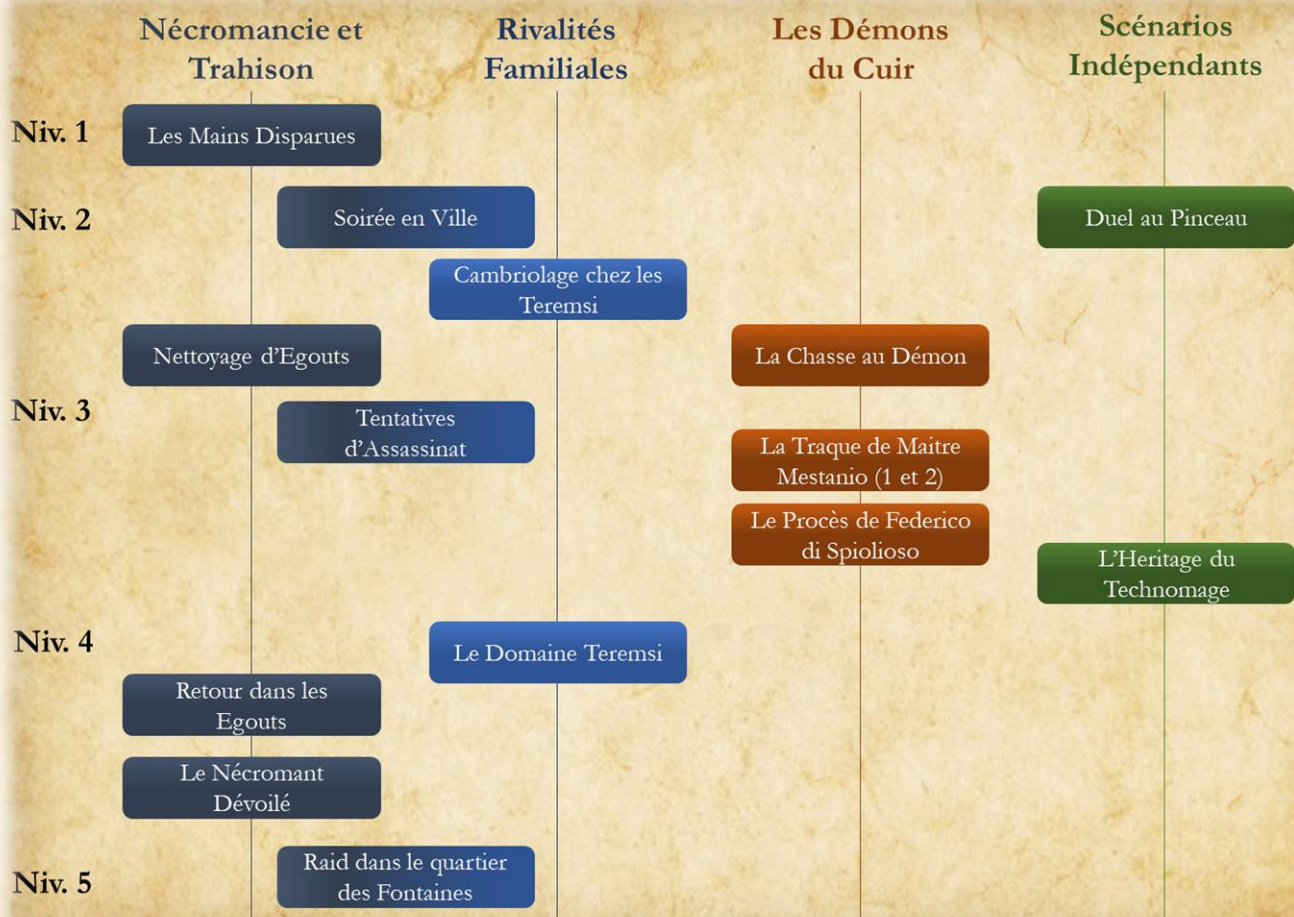 Nécromancie et
Trahison
Rivalités
Familiales
Les Démons
du Cuir
Scénarios
Indépendants
Niv. 1
Les Mains Disparues
Niv. 2
Soirée en Ville
Duel au Pinceau
Cambriolage chez les
Teremsi
Nettoyage d’Egouts
La Chasse au Démon
Niv. 3
Tentatives
d’Assassinat
La Traque de Maitre
Mestanio (1 et 2)
Le Procès de Federico
di Spiolioso
L’Heritage du
Technomage
Niv. 4
Le Domaine Teremsi
Retour dans les
Egouts
Le Nécromant
Dévoilé
Niv. 5
Raid dans le quartier
des Fontaines